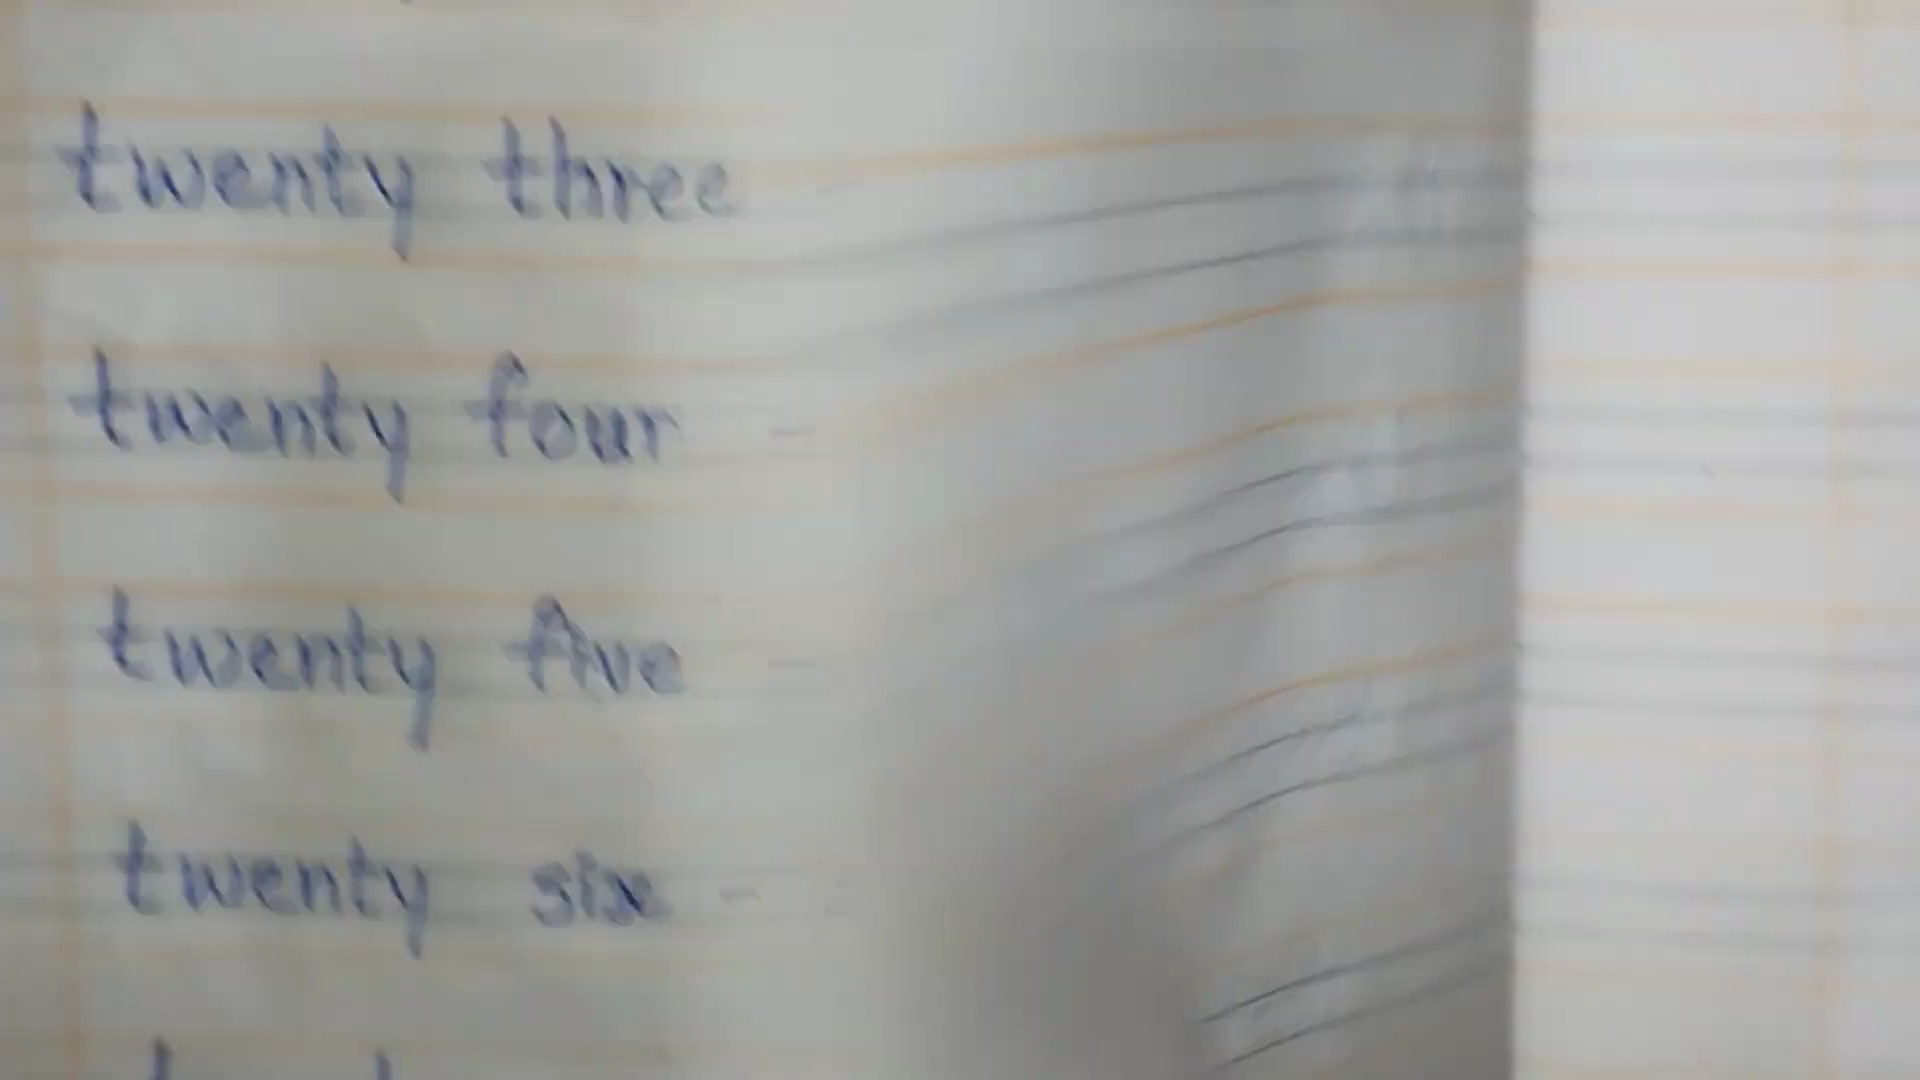 twenty three -
twenty four -
twenty five -
twenty six -